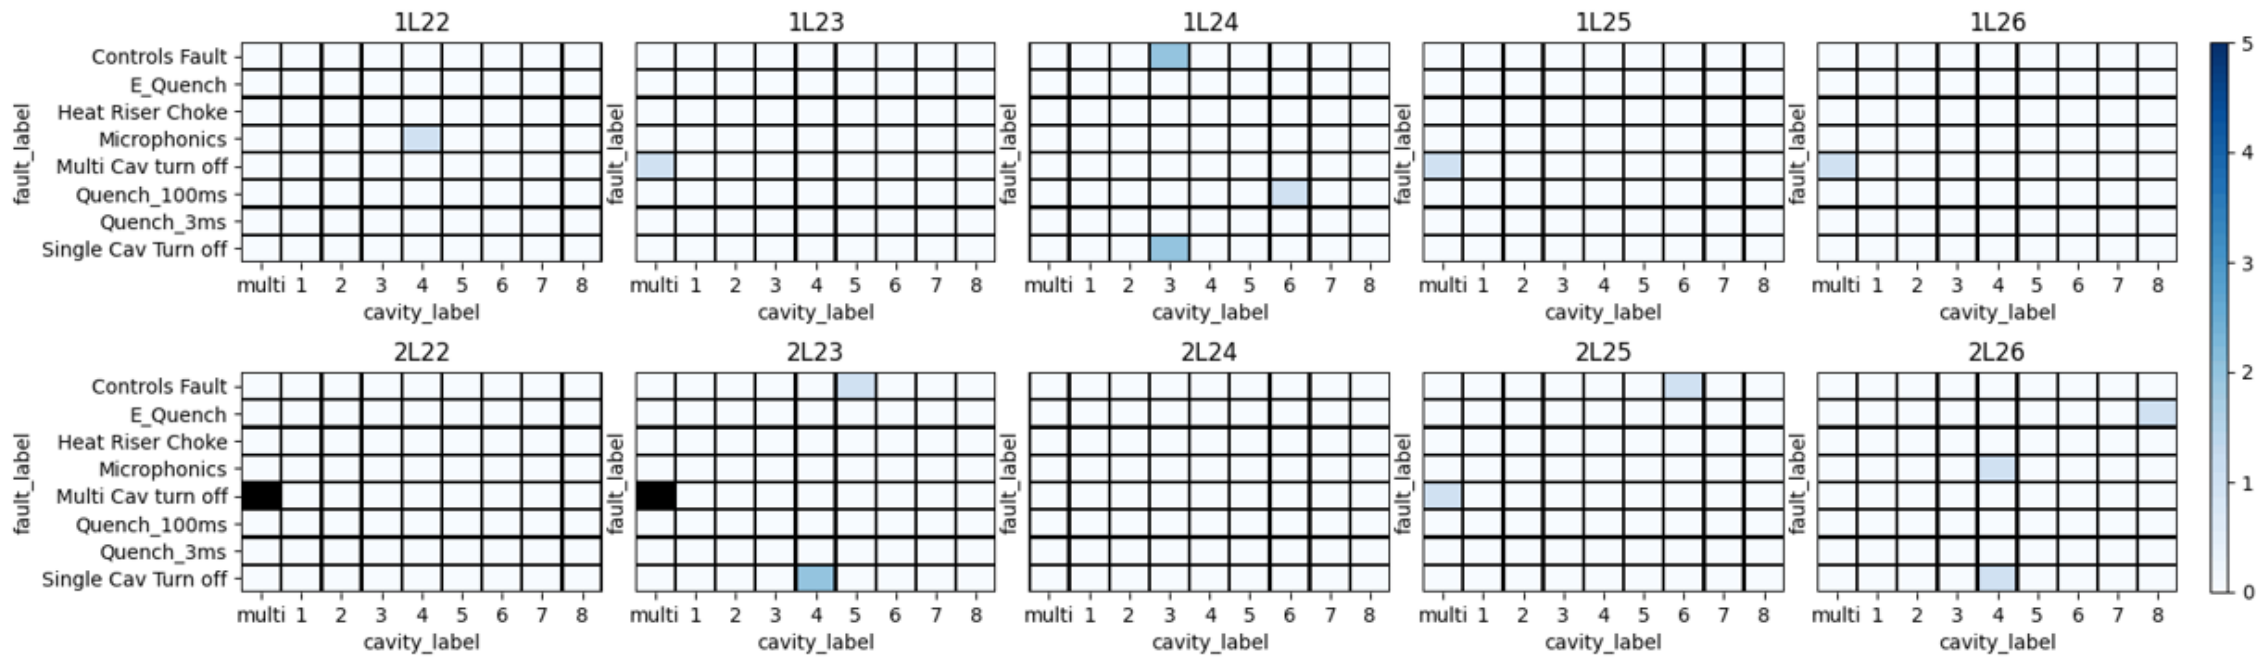 1L22 1L23 1L24 1L25 1L26
fault_label
Controls Fault
E_Quench
Heat Riser Choke
Microphonics
Multi Cav turn off
Quench_100ms
Quench_3ms
Single Cav Turn off
fault_label
fault_label
fault_label
fault_label
multi 1 2 3 4 5 6 7 8 multi 1 2 3 4 5 6 7 8 multi 1 2 3 4 5 6 7 8 multi 1 2 3 4 5 6 7 8 multi 1 2 3 4 5 6 7 8
cavity_label cavity_label cavity_label cavity_label cavity_label
2L22 2L23 2L24 2L25 2L26
fault_label
Controls Fault
E_Quench
Heat Riser Choke
Microphonics
Multi Cav turn off
Quench_100ms
Quench_3ms
Single Cav Turn off
fault_label
fault_label
fault_label
fault_label
multi 1 2 3 4 5 6 7 8 multi 1 2 3 4 5 6 7 8 multi 1 2 3 4 5 6 7 8 multi 1 2 3 4 5 6 7 8 multi 1 2 3 4 5 6 7 8
cavity_label cavity_label cavity_label cavity_label cavity_label
5
4
3
2
1
0